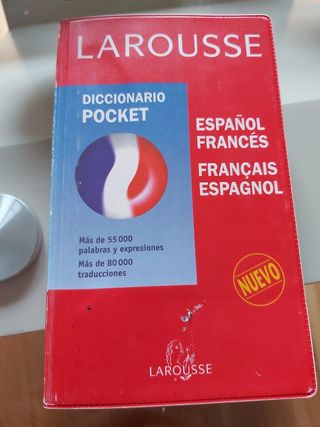 LAROUSSE
DICCIONARIO
POCKET
ESPAÑOL
FRANCÉS
FRANÇAIS
ESPAGNOL
Más de 55 000
palabras y expresiones
Más de 80 000
traducciones
NUEVO
LAROUSSE